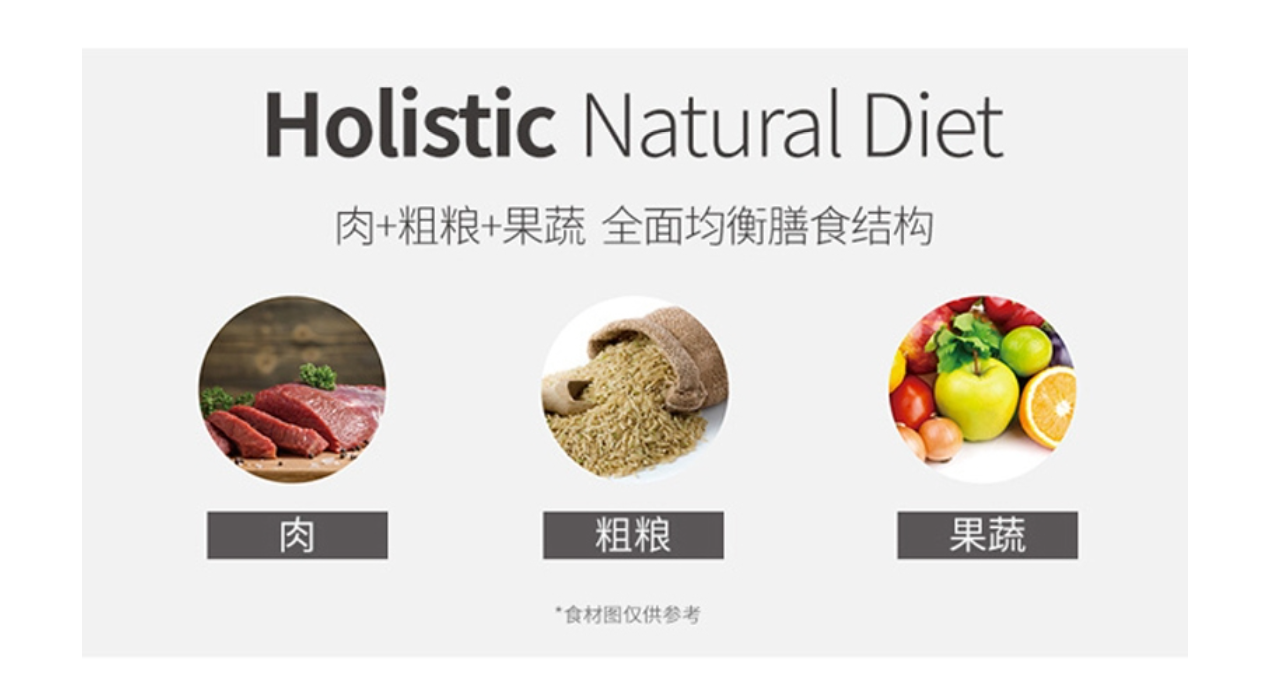 Holistic Natural Diet
肉+粗粮+果蔬 全面均衡膳食结构
肉
粗粮
果蔬
*食材图仅供参考